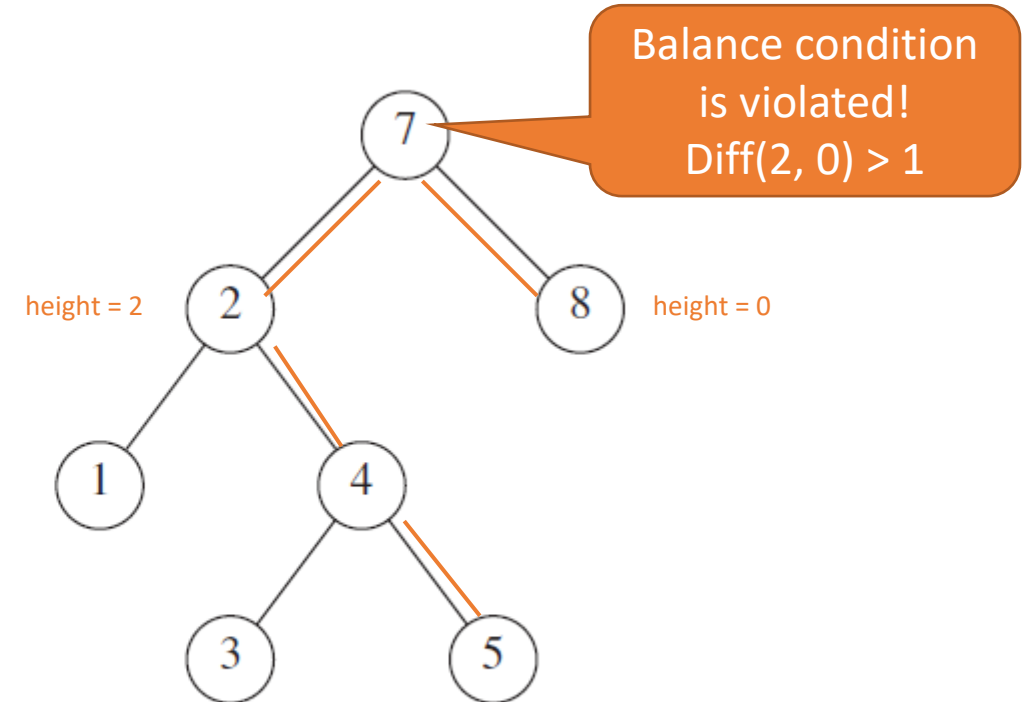 Balance condition
is violated!
Diff(2, 0) > 1
7
height = 2
2
8
height = 0
1
4
3
5